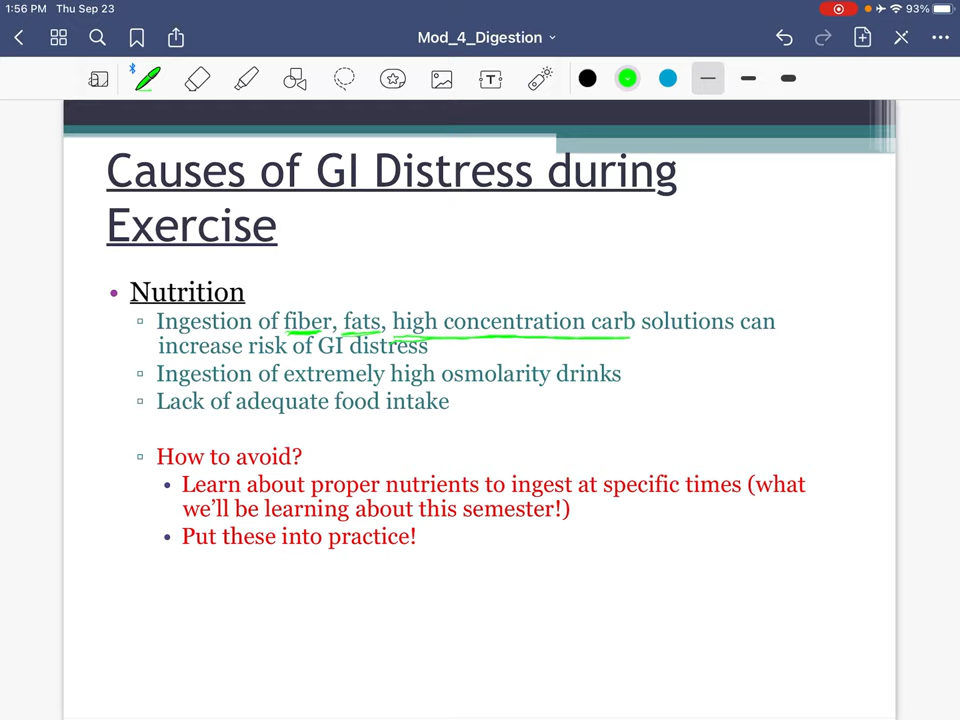 1:56 PM Thu Sep 23
93%
Mod_4_Digestion
T
Causes of GI Distress during
Exercise
• Nutrition
▫ Ingestion of fiber, fats, high concentration carb solutions can
increase risk of GI distress
▫ Ingestion of extremely high osmolarity drinks
▫ Lack of adequate food intake
▫ How to avoid?
• Learn about proper nutrients to ingest at specific times (what
we’ll be learning about this semester!)
• Put these into practice!